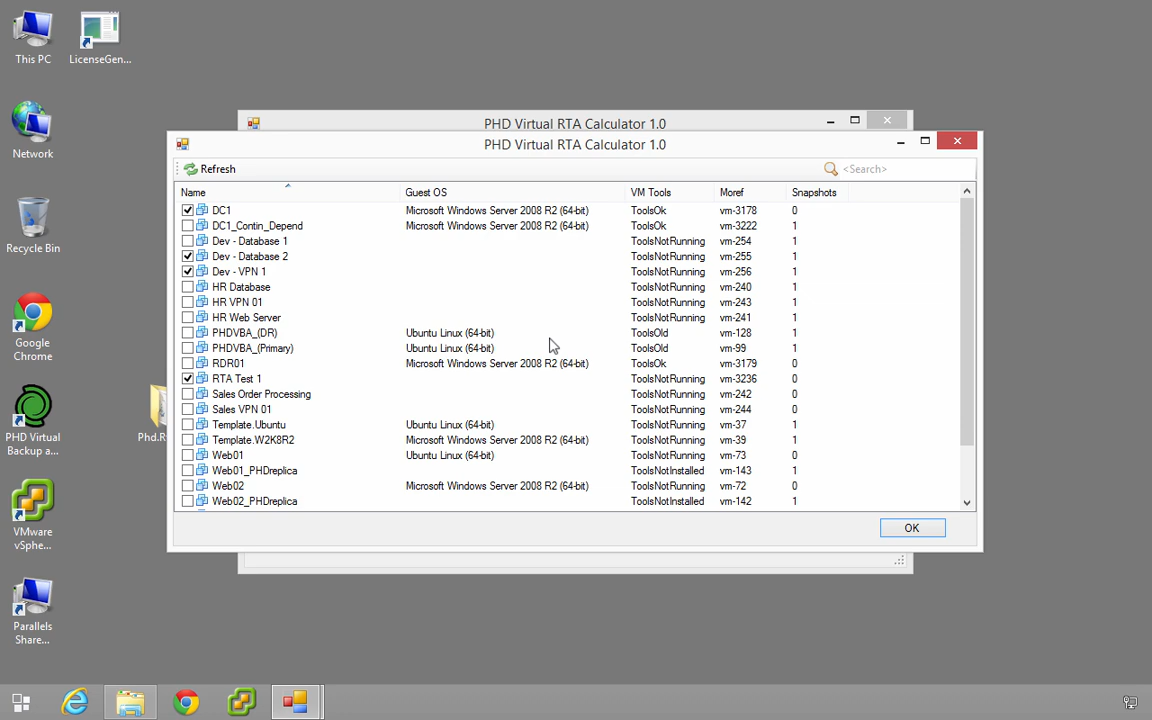 This PC
LicenseGen...
Network
Recycle Bin
Google
Chrome
PHD Virtual
Backup a...
VMware
vSphe...
Parallels
Share...
Phd.R
PHD Virtual RTA Calculator 1.0
PHD Virtual RTA Calculator 1.0
Refresh <Search>
Name Guest OS VM Tools Moref Snapshots
DC1 Microsoft Windows Server 2008 R2 (64-bit) ToolsOk vm-3178 0
DC1_Contin_Depend Microsoft Windows Server 2008 R2 (64-bit) ToolsOk vm-3222 1
Dev - Database 1 ToolsNotRunning vm-254 1
Dev - Database 2 ToolsNotRunning vm-255 1
Dev - VPN 1 ToolsNotRunning vm-256 1
HR Database ToolsNotRunning vm-240 1
HR VPN 01 ToolsNotRunning vm-243 1
HR Web Server ToolsNotRunning vm-241 1
PHDVBA_(DR) Ubuntu Linux (64-bit) ToolsOld vm-128 1
PHDVBA_(Primary) Ubuntu Linux (64-bit) ToolsOld vm-99 1
RDR01 Microsoft Windows Server 2008 R2 (64-bit) ToolsOk vm-3179 0
RTA Test 1 ToolsNotRunning vm-3236 0
Sales Order Processing ToolsNotRunning vm-242 0
Sales VPN 01 ToolsNotRunning vm-244 0
Template.Ubuntu Ubuntu Linux (64-bit) ToolsNotRunning vm-37 1
Template.W2K8R2 Microsoft Windows Server 2008 R2 (64-bit) ToolsNotRunning vm-39 1
Web01 Ubuntu Linux (64-bit) ToolsNotRunning vm-73 0
Web01_PHDreplica ToolsNotInstalled vm-143 1
Web02 Microsoft Windows Server 2008 R2 (64-bit) ToolsNotRunning vm-72 0
Web02_PHDreplica ToolsNotInstalled vm-142 1
OK